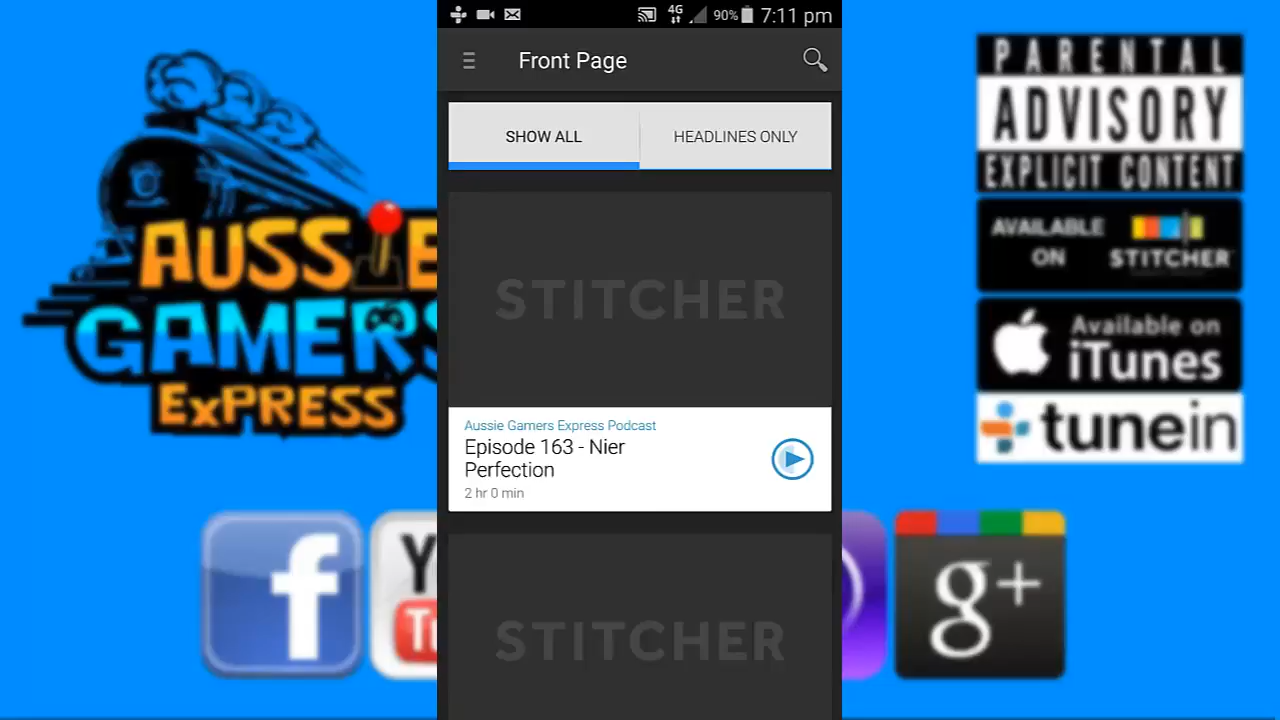 4G
90%
7:11 pm
Front Page
SHOW ALL
HEADLINES ONLY
STITCHER
Aussie Gamers Express Podcast
Episode 163 - Nier
Perfection
2 hr 0 min
STITCHER
AUSSIE
GAMERS
ExPRESS
PARENTAL
ADVISORY
EXPLICIT CONTENT
AVAILABLE
ON
STITCHER
Available on
iTunes
tunein
f
Y
T
g+